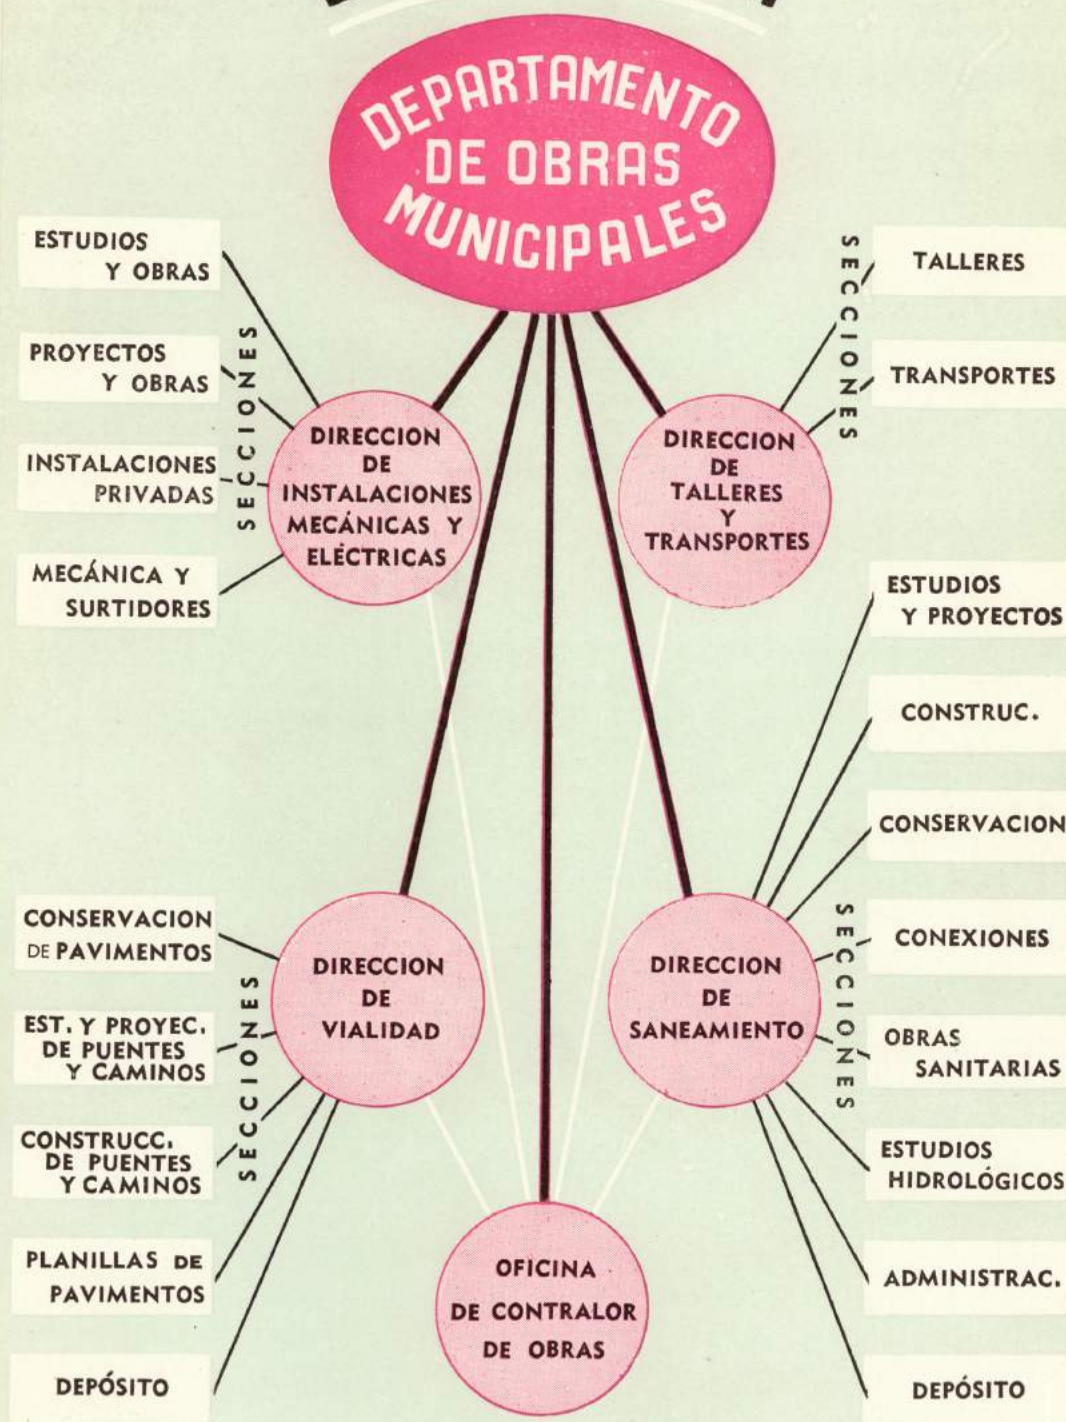 DEPARTAMENTO
DE OBRAS
MUNICIPALES
ESTUDIOS
Y OBRAS
PROYECTOS
Y OBRAS
INSTALACIONES
PRIVADAS
MECÁNICA Y
SURTIDORES
SECCIONES
DIRECCION
DE
INSTALACIONES
MECÁNICAS Y
ELÉCTRICAS
DIRECCION
DE
TALLERES
Y
TRANSPORTES
SECCIONES
TALLERES
TRANSPORTES
CONSERVACION
DE PAVIMENTOS
EST. Y PROYEC.
DE PUENTES
Y CAMINOS
CONSTRUCC.
DE PUENTES
Y CAMINOS
PLANILLAS DE
PAVIMENTOS
DEPÓSITO
SECCIONES
DIRECCION
DE
VIALIDAD
DIRECCION
DE
SANEAMIENTO
SECCIONES
ESTUDIOS
Y PROYECTOS
CONSTRUC.
CONSERVACION
CONEXIONES
OBRAS
SANITARIAS
ESTUDIOS
HIDROLÓGICOS
ADMINISTRAC.
DEPÓSITO
OFICINA
DE CONTRALOR
DE OBRAS